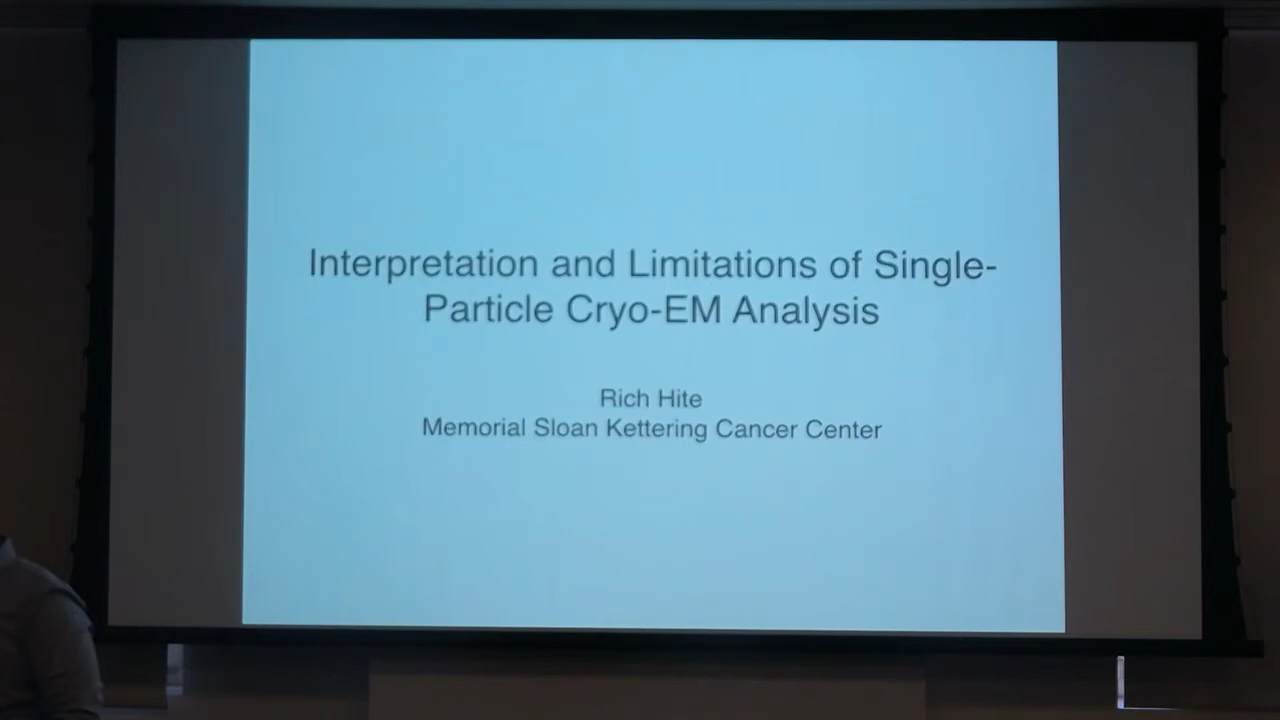 Interpretation and Limitations of Single-
Particle Cryo-EM Analysis
Rich Hite
Memorial Sloan Kettering Cancer Center